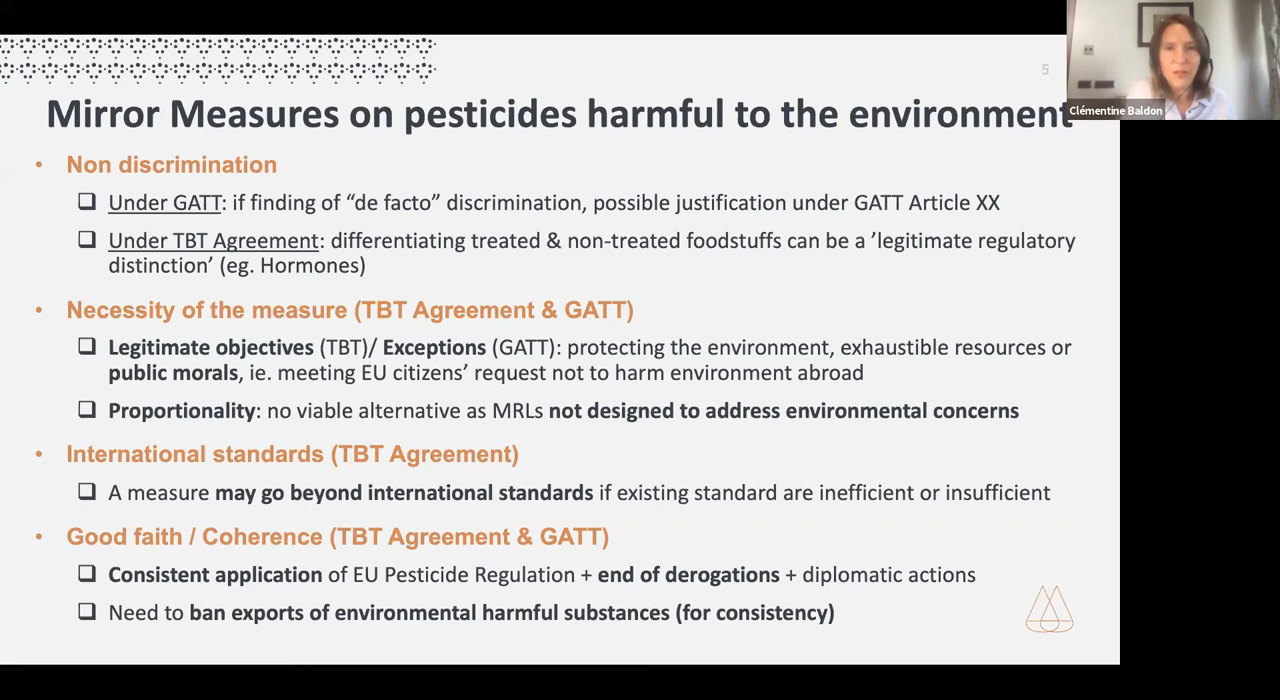 5
Mirror Measures on pesticides harmful to the environment
Clémentine Baldon
• Non discrimination
❑ Under GATT: if finding of “de facto” discrimination, possible justification under GATT Article XX
❑ Under TBT Agreement: differentiating treated & non-treated foodstuffs can be a ’legitimate regulatory
distinction’ (eg. Hormones)
• Necessity of the measure (TBT Agreement & GATT)
❑ Legitimate objectives (TBT)/ Exceptions (GATT): protecting the environment, exhaustible resources or
public morals, ie. meeting EU citizens’ request not to harm environment abroad
❑ Proportionality: no viable alternative as MRLs not designed to address environmental concerns
• International standards (TBT Agreement)
❑ A measure may go beyond international standards if existing standard are inefficient or insufficient
• Good faith / Coherence (TBT Agreement & GATT)
❑ Consistent application of EU Pesticide Regulation + end of derogations + diplomatic actions
❑ Need to ban exports of environmental harmful substances (for consistency)